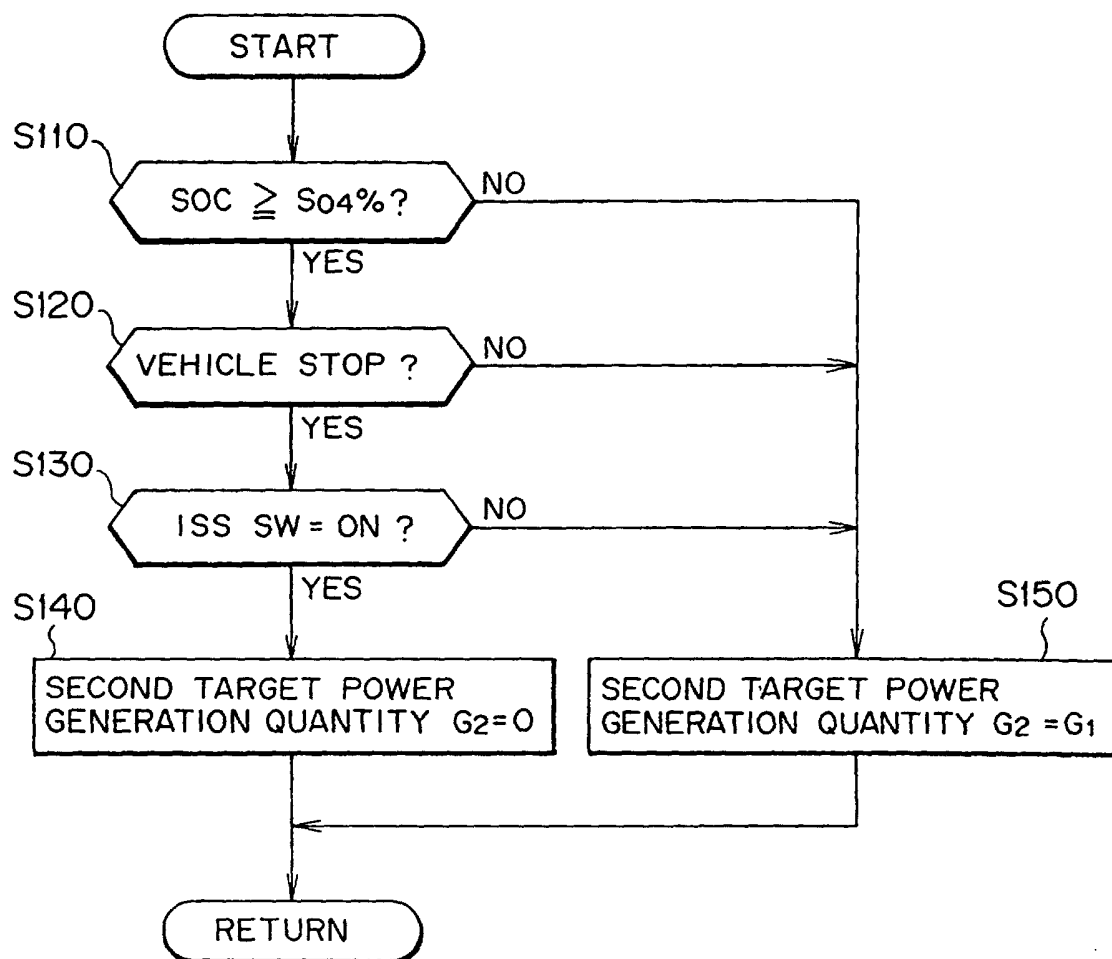 START
S110
SOC ≧ S04%?
NO
YES
S120
VEHICLE STOP ?
NO
YES
S130
ISS SW = ON ?
NO
YES
S140
SECOND TARGET POWER
GENERATION QUANTITY G2=0
S150
SECOND TARGET POWER
GENERATION QUANTITY G2 =G1
RETURN